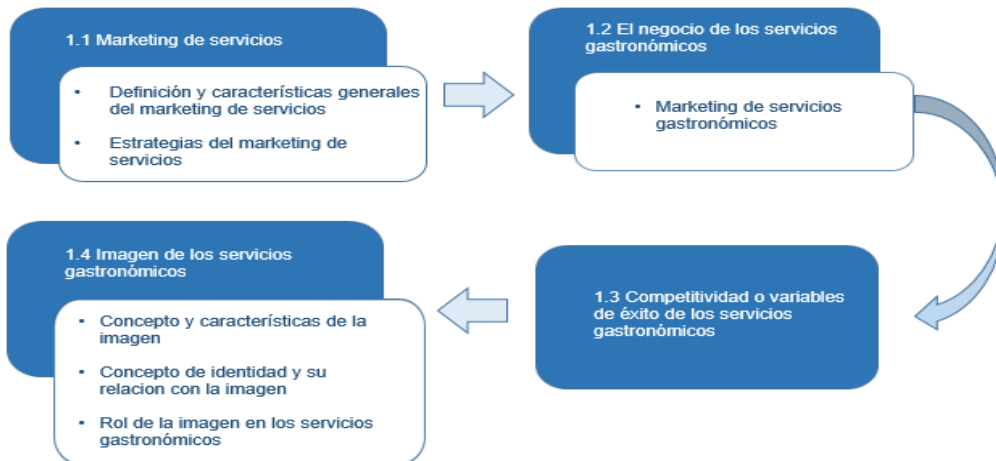 1.1 Marketing de servicios
• Definición y características generales
del marketing de servicios
• Estrategias del marketing de
servicios
1.2 El negocio de los servicios
gastronómicos
• Marketing de servicios
gastronómicos
1.3 Competitividad o variables
de éxito de los servicios
gastronómicos
1.4 Imagen de los servicios
gastronómicos
• Concepto y características de la
imagen
• Concepto de identidad y su
relacion con la imagen
• Rol de la imagen en los servicios
gastronómicos